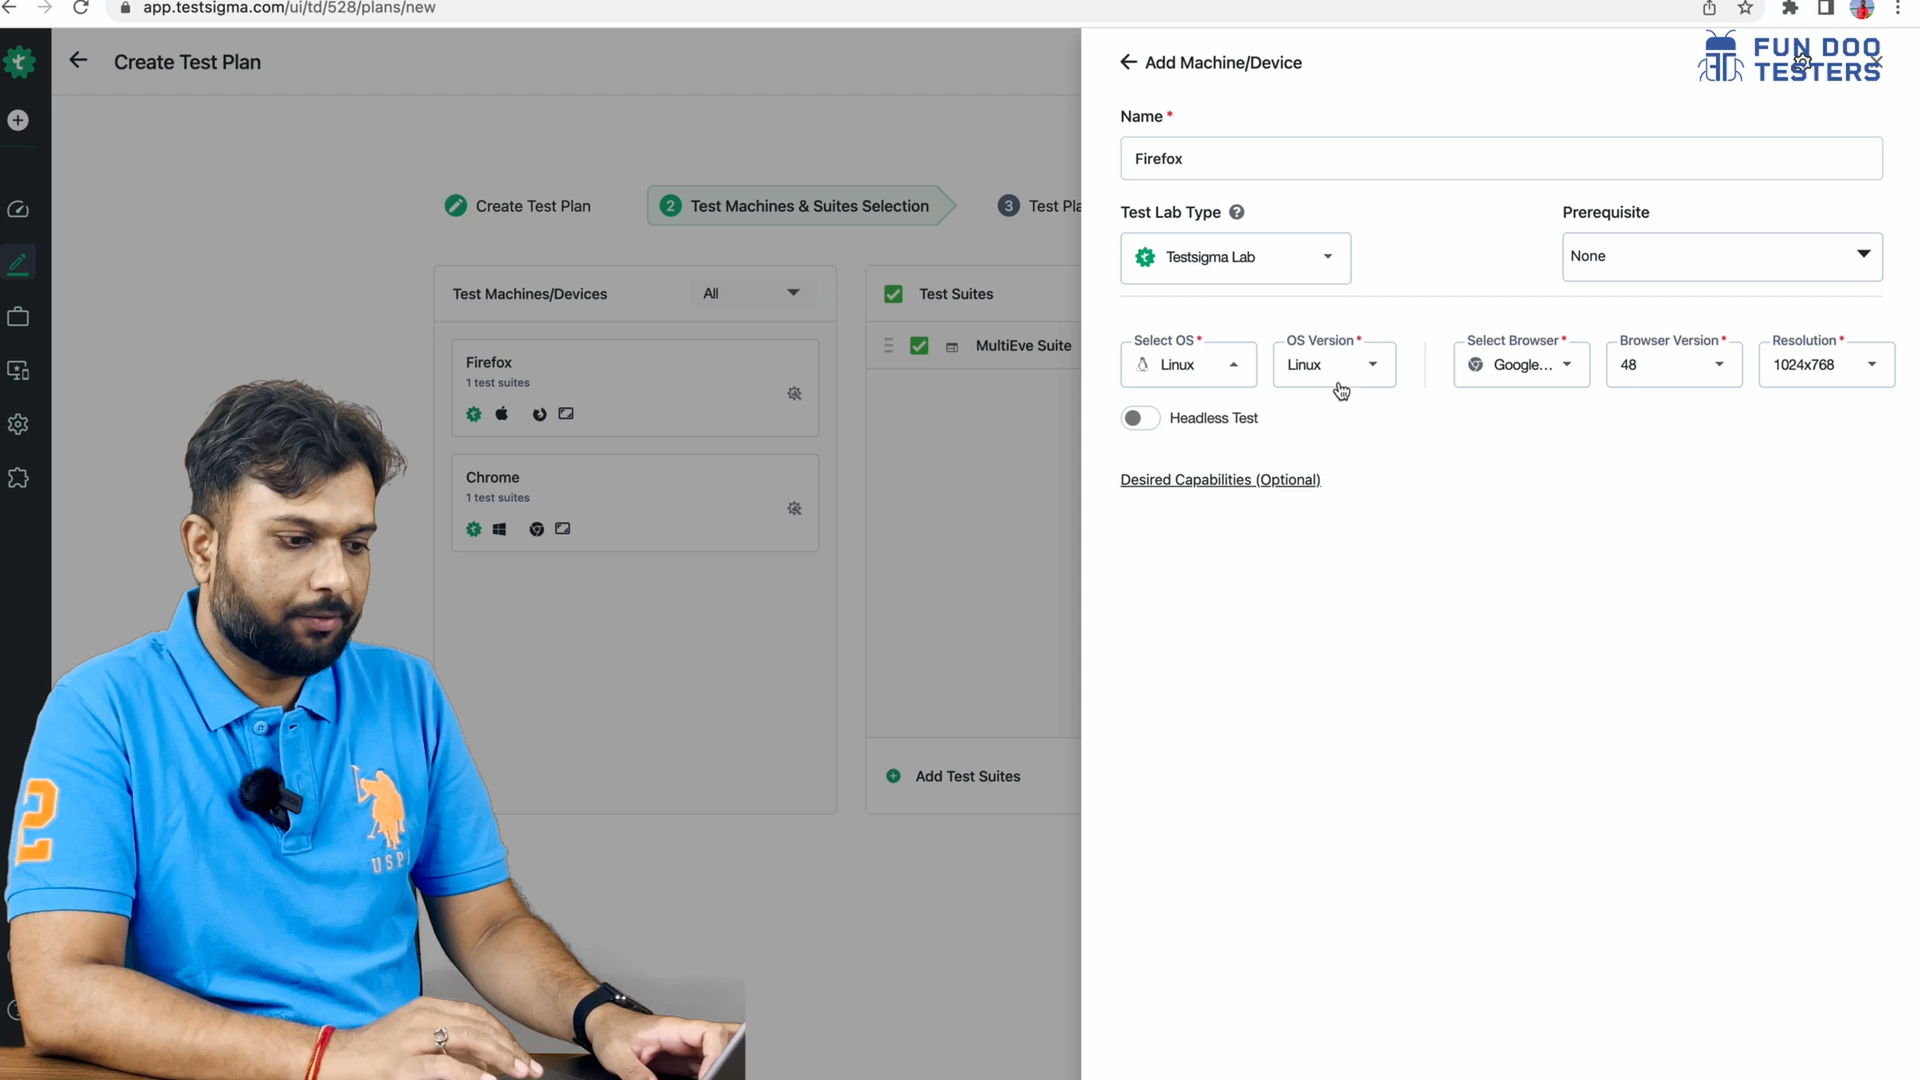 app.testsigma.com/ui/td/528/plans/new
Create Test Plan
Create Test Plan
2 Test Machines & Suites Selection
3 Test Pla
Test Machines/Devices
All
Firefox
1 test suites
Chrome
1 test suites
Test Suites
MultiEve Suite
Add Test Suites
Add Machine/Device
FUN DOO
TESTERS
Name *
Firefox
Test Lab Type ?
Prerequisite
Testsigma Lab
None
Select OS *
OS Version *
Select Browser *
Browser Version *
Resolution *
Linux
Linux
Google...
48
1024x768
Headless Test
Desired Capabilities (Optional)
2
USP